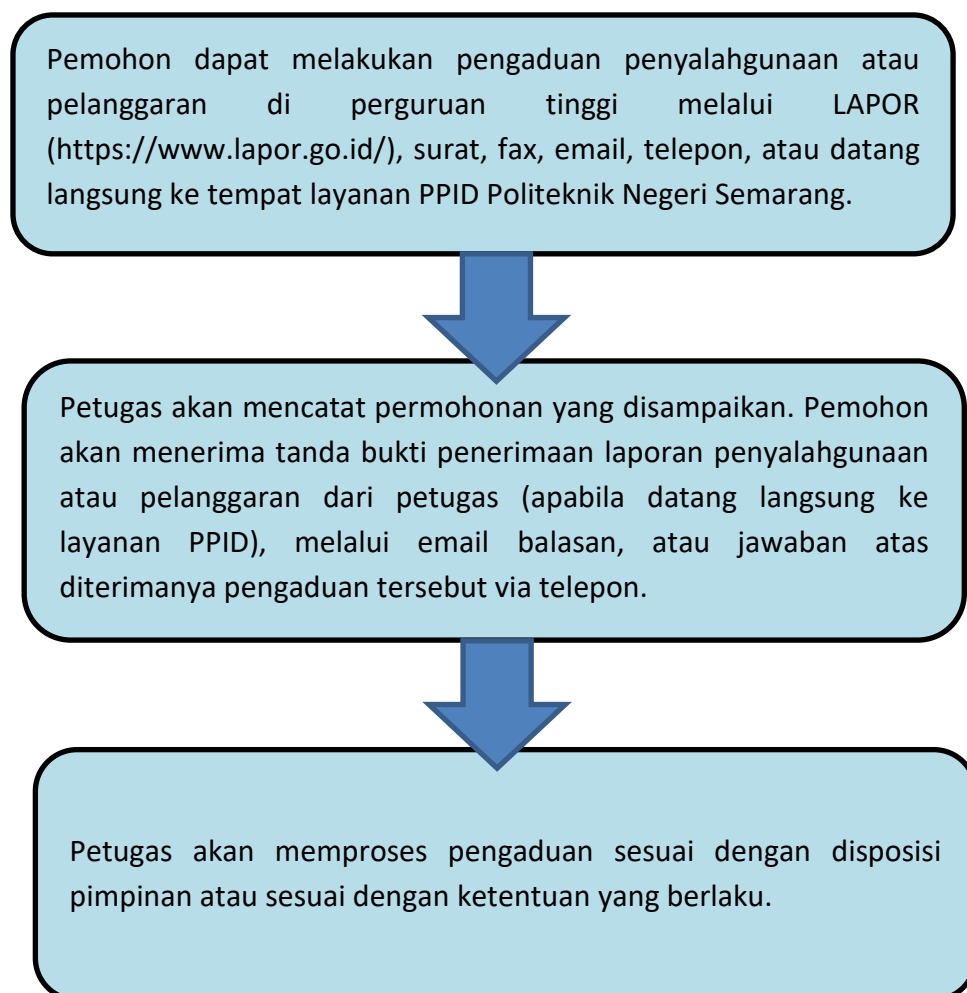 Pemohon dapat melakukan pengaduan penyalahgunaan atau
pelanggaran di perguruan tinggi melalui LAPOR
(https://www.lapor.go.id/), surat, fax, email, telepon, atau datang
langsung ke tempat layanan PPID Politeknik Negeri Semarang.
Petugas akan mencatat permohonan yang disampaikan. Pemohon
akan menerima tanda bukti penerimaan laporan penyalahgunaan
atau pelanggaran dari petugas (apabila datang langsung ke
layanan PPID), melalui email balasan, atau jawaban atas
diterimanya pengaduan tersebut via telepon.
Petugas akan memproses pengaduan sesuai dengan disposisi
pimpinan atau sesuai dengan ketentuan yang berlaku.